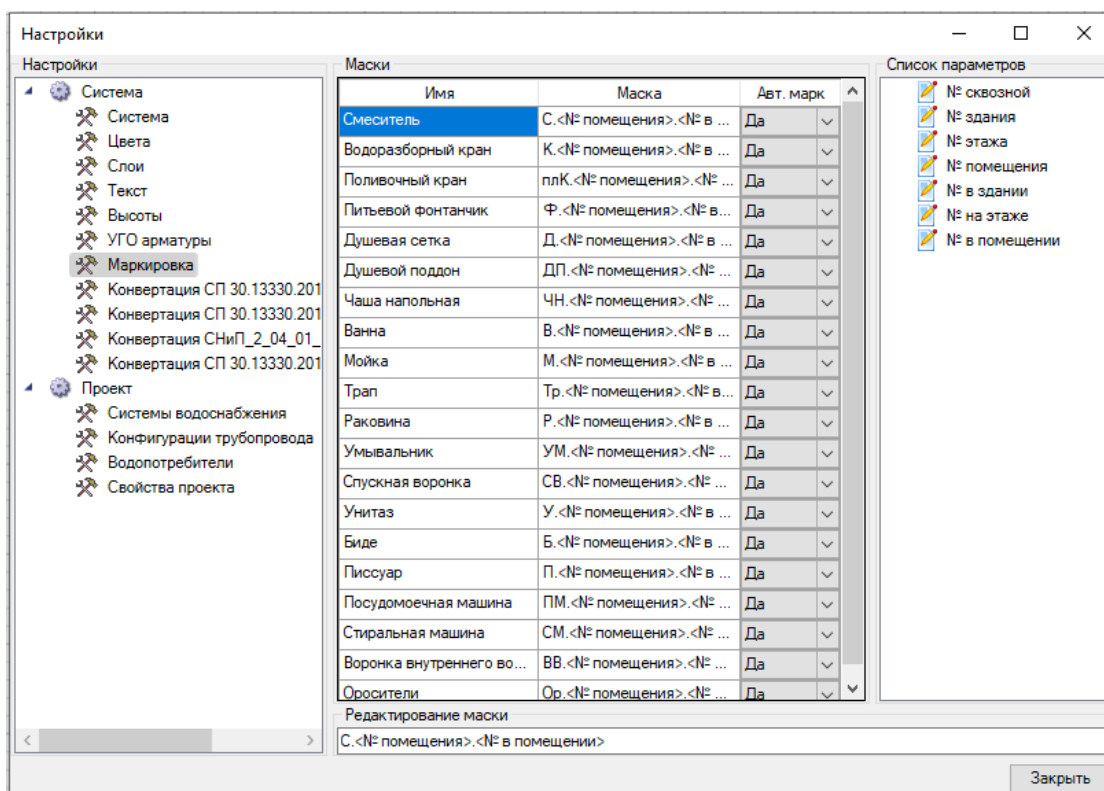 Настройки
Настройки
Система
Система
Цвета
Слои
Текст
Высоты
УГО арматуры
Маркировка
Конвертация СП 30.13330.201
Конвертация СП 30.13330.201
Конвертация СНиП_2_04_01_
Конвертация СП 30.13330.201
Проект
Системы водоснабжения
Конфигурации трубопровода
Водопотребители
Свойства проекта
Маски
Имя Маска Авт. марк
Смеситель С.<№ помещения>.<№ в ... Да
Водоразборный кран К.<№ помещения>.<№ в ... Да
Поливочный кран плК.<№ помещения>.<№ ... Да
Питьевой фонтанчик Ф.<№ помещения>.<№ в... Да
Душевая сетка Д.<№ помещения>.<№ в ... Да
Душевой поддон ДП.<№ помещения>.<№ ... Да
Чаша напольная ЧН.<№ помещения>.<№ ... Да
Ванна В.<№ помещения>.<№ в ... Да
Мойка М.<№ помещения>.<№ в ... Да
Трап Тр.<№ помещения>.<№ в... Да
Раковина Р.<№ помещения>.<№ в ... Да
Умывальник УМ.<№ помещения>.<№ ... Да
Спускная воронка СВ.<№ помещения>.<№ ... Да
Унитаз У.<№ помещения>.<№ в ... Да
Биде Б.<№ помещения>.<№ в ... Да
Писсуар П.<№ помещения>.<№ в ... Да
Посудомоечная машина ПМ.<№ помещения>.<№ ... Да
Стиральная машина СМ.<№ помещения>.<№ ... Да
Воронка внутреннего во... ВВ.<№ помещения>.<№ ... Да
Оросители Ор.<№ помещения>.<№ ... Да
Редактирование маски
С.<№ помещения>.<№ в помещении>
Список параметров
№ сквозной
№ здания
№ этажа
№ помещения
№ в здании
№ на этаже
№ в помещении
Закрыть